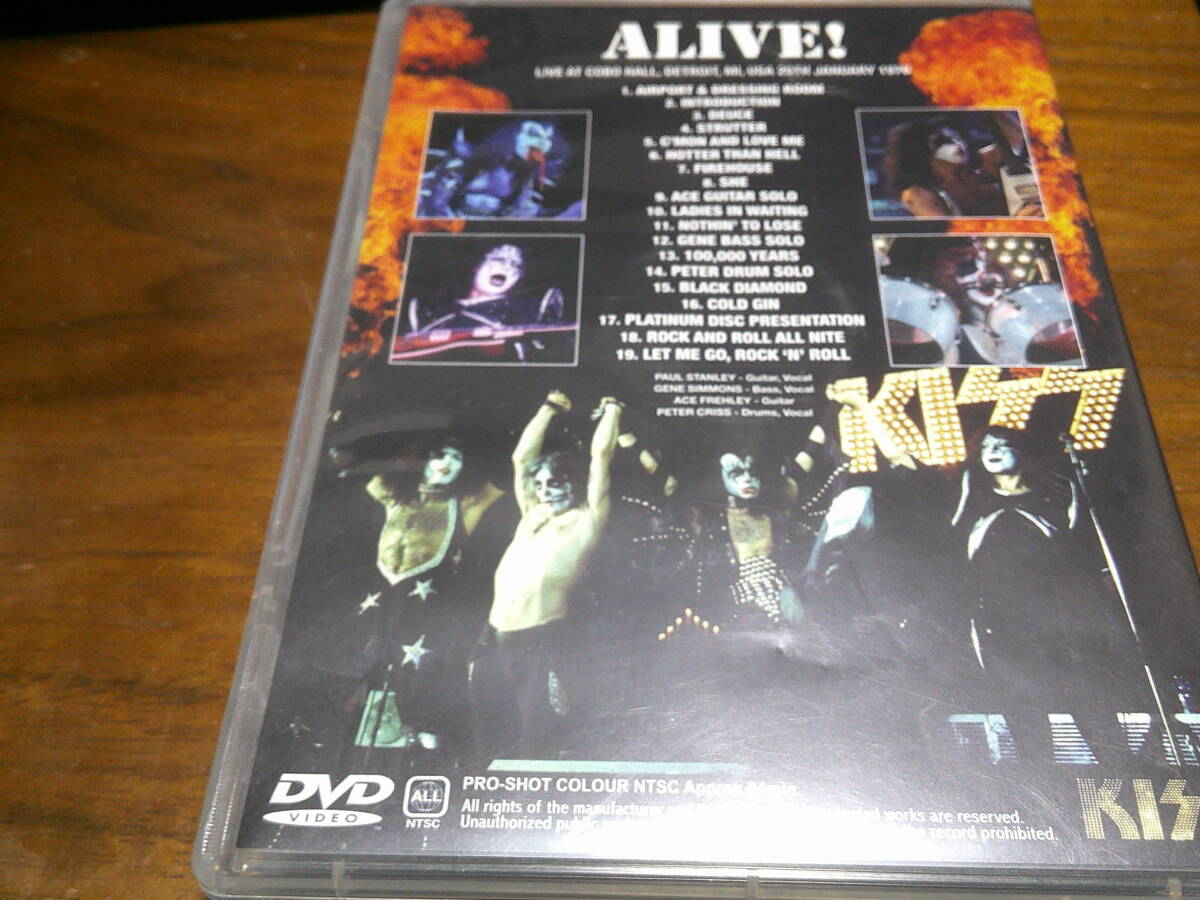 ALIVE!
LIVE AT COBO HALL, DETROIT, MI, USA 25TH JANUARY 1976
1. AIRPORT & DRESSING ROOM
2. INTRODUCTION
3. DEUCE
4. STRUTTER
5. C'MON AND LOVE ME
6. HOTTER THAN HELL
7. FIREHOUSE
8. SHE
9. ACE GUITAR SOLO
10. LADIES IN WAITING
11. NOTHIN' TO LOSE
12. GENE BASS SOLO
13. 100,000 YEARS
14. PETER DRUM SOLO
15. BLACK DIAMOND
16. COLD GIN
17. PLATINUM DISC PRESENTATION
18. ROCK AND ROLL ALL NITE
19. LET ME GO, ROCK 'N' ROLL
PAUL STANLEY - Guitar, Vocal
GENE SIMMONS - Bass, Vocal
ACE FREHLEY - Guitar
PETER CRISS - Drums, Vocal
KISS
DVD
VIDEO
ALL
NTSC
PRO-SHOT COLOUR NTSC Approx
All rights of the manufacturer and works are reserved.
Unauthorized record prohibited.
KIS